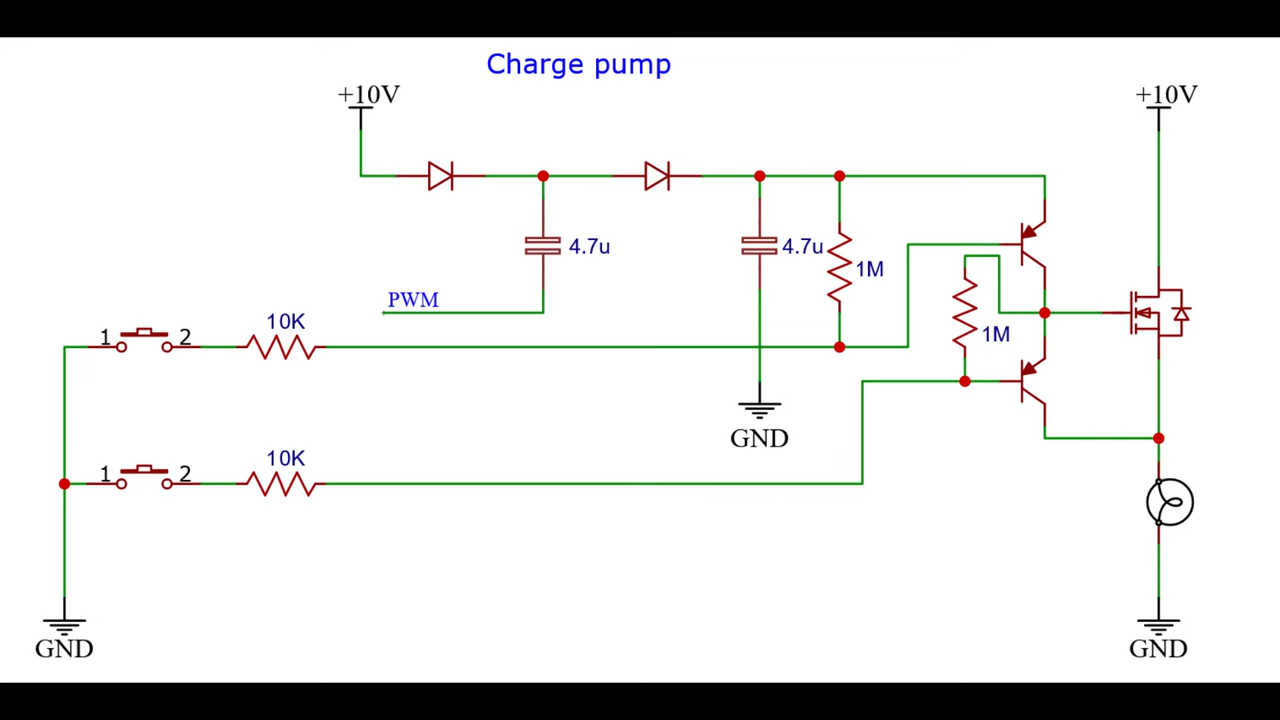 Charge pump
+10V
+10V
4.7u
4.7u
1M
PWM
10K
1 2
1M
GND
10K
1 2
GND
GND